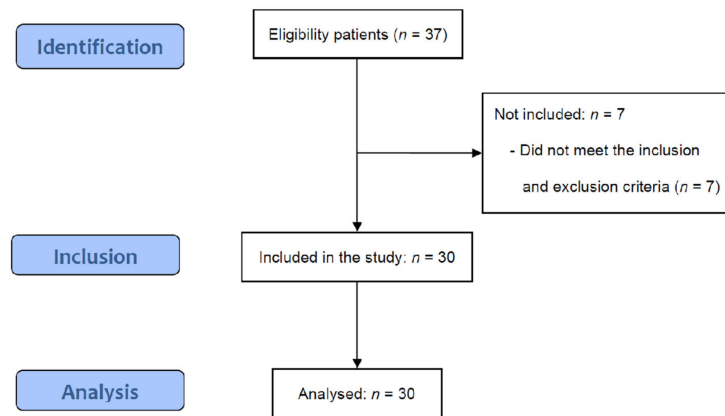 Identification
Eligibility patients (n = 37)
Not included: n = 7
- Did not meet the inclusion
and exclusion criteria (n = 7)
Inclusion
Included in the study: n = 30
Analysis
Analysed: n = 30